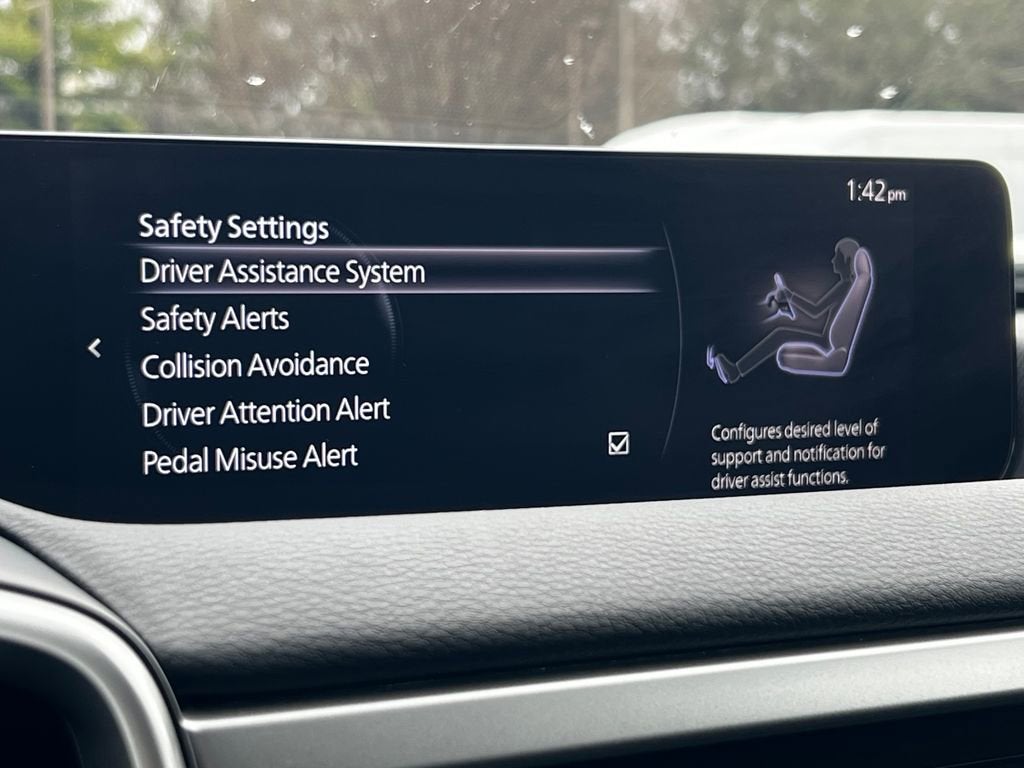 1:42pm
Safety Settings
Driver Assistance System
Safety Alerts
Collision Avoidance
Driver Attention Alert
Pedal Misuse Alert
Configures desired level of
support and notification for
driver assist functions.